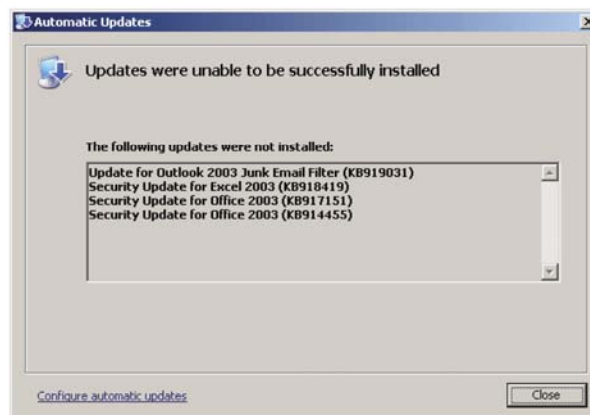 Automatic Updates
Updates were unable to be successfully installed
The following updates were not installed:
Update for Outlook 2003 Junk Email Filter (KB919031)
Security Update for Excel 2003 (KB918419)
Security Update for Office 2003 (KB917151)
Security Update for Office 2003 (KB914455)
Configure automatic updates
Close